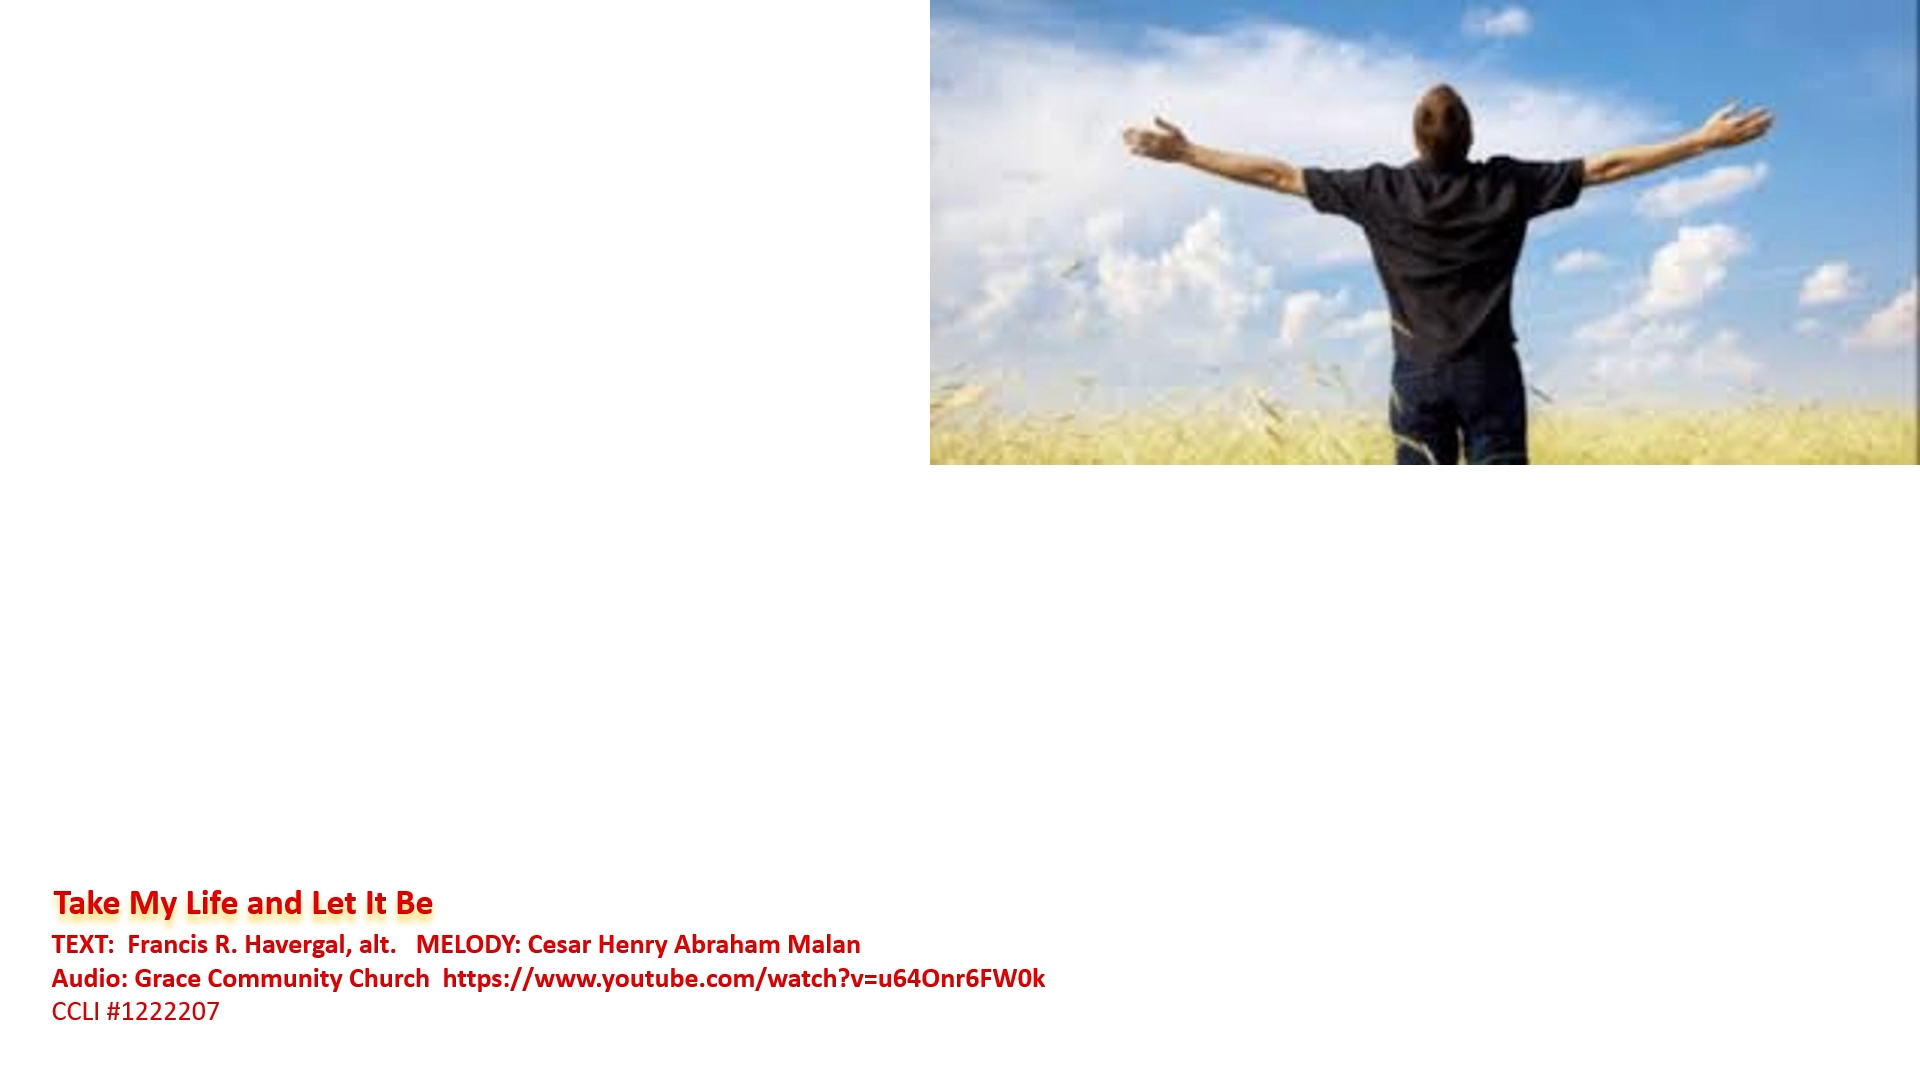 Take My Life and Let It Be
TEXT:  Francis R. Havergal, alt.   MELODY: Cesar Henry Abraham Malan
Audio: Grace Community Church  https://www.youtube.com/watch?v=u64Onr6FW0k
CCLI #1222207